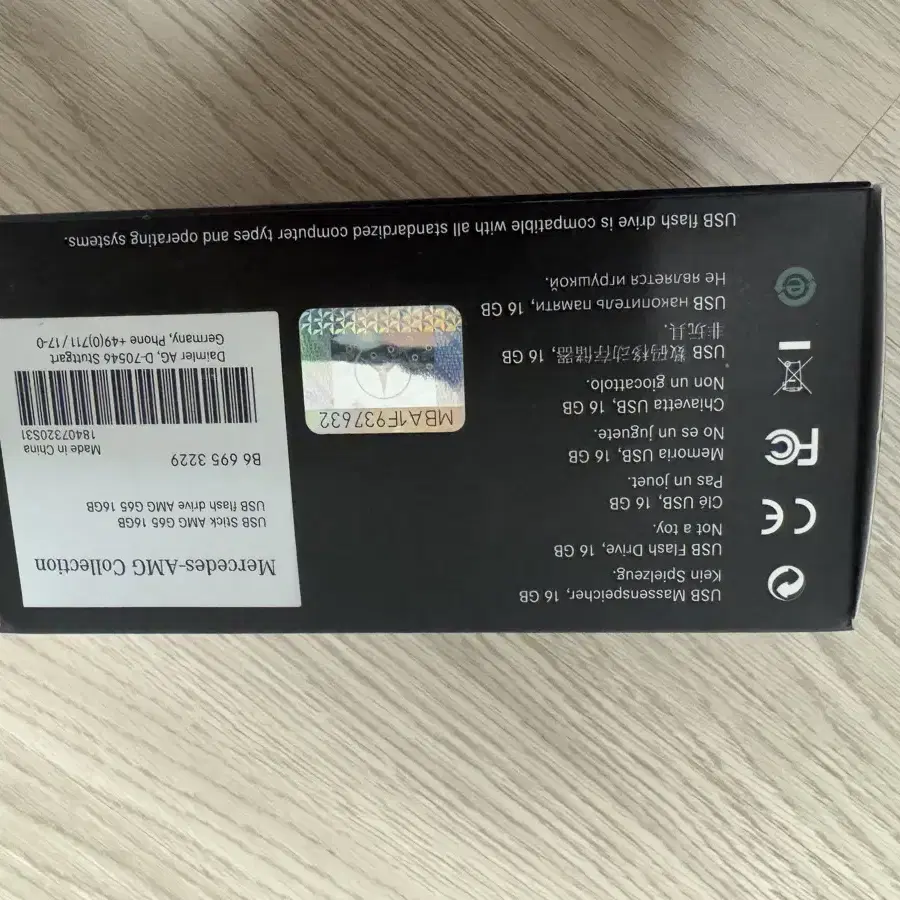 USB Massenspeicher, 16 GB
Kein Spielzeug.
USB Flash Drive, 16 GB
Not a toy.
Clé USB, 16 GB
Pas un jouet.
Memoria USB, 16 GB
No es un juguete.
Chiavetta USB, 16 GB
Non un giocattolo.
USB 数码移动存储器, 16 GB
非玩具.
USB накопитель памяти, 16 GB
Не является игрушкой.
USB flash drive is compatible with all standardized computer types and operating systems.
CE
FC
MBA1F937632
Mercedes-AMG Collection
USB Stick AMG G65 16GB
USB flash drive AMG G65 16GB
B6 695 3229
Made in China
1840732OS31
Daimler AG, D-70546 Stuttgart
Germany, Phone +49(0)711/17-0